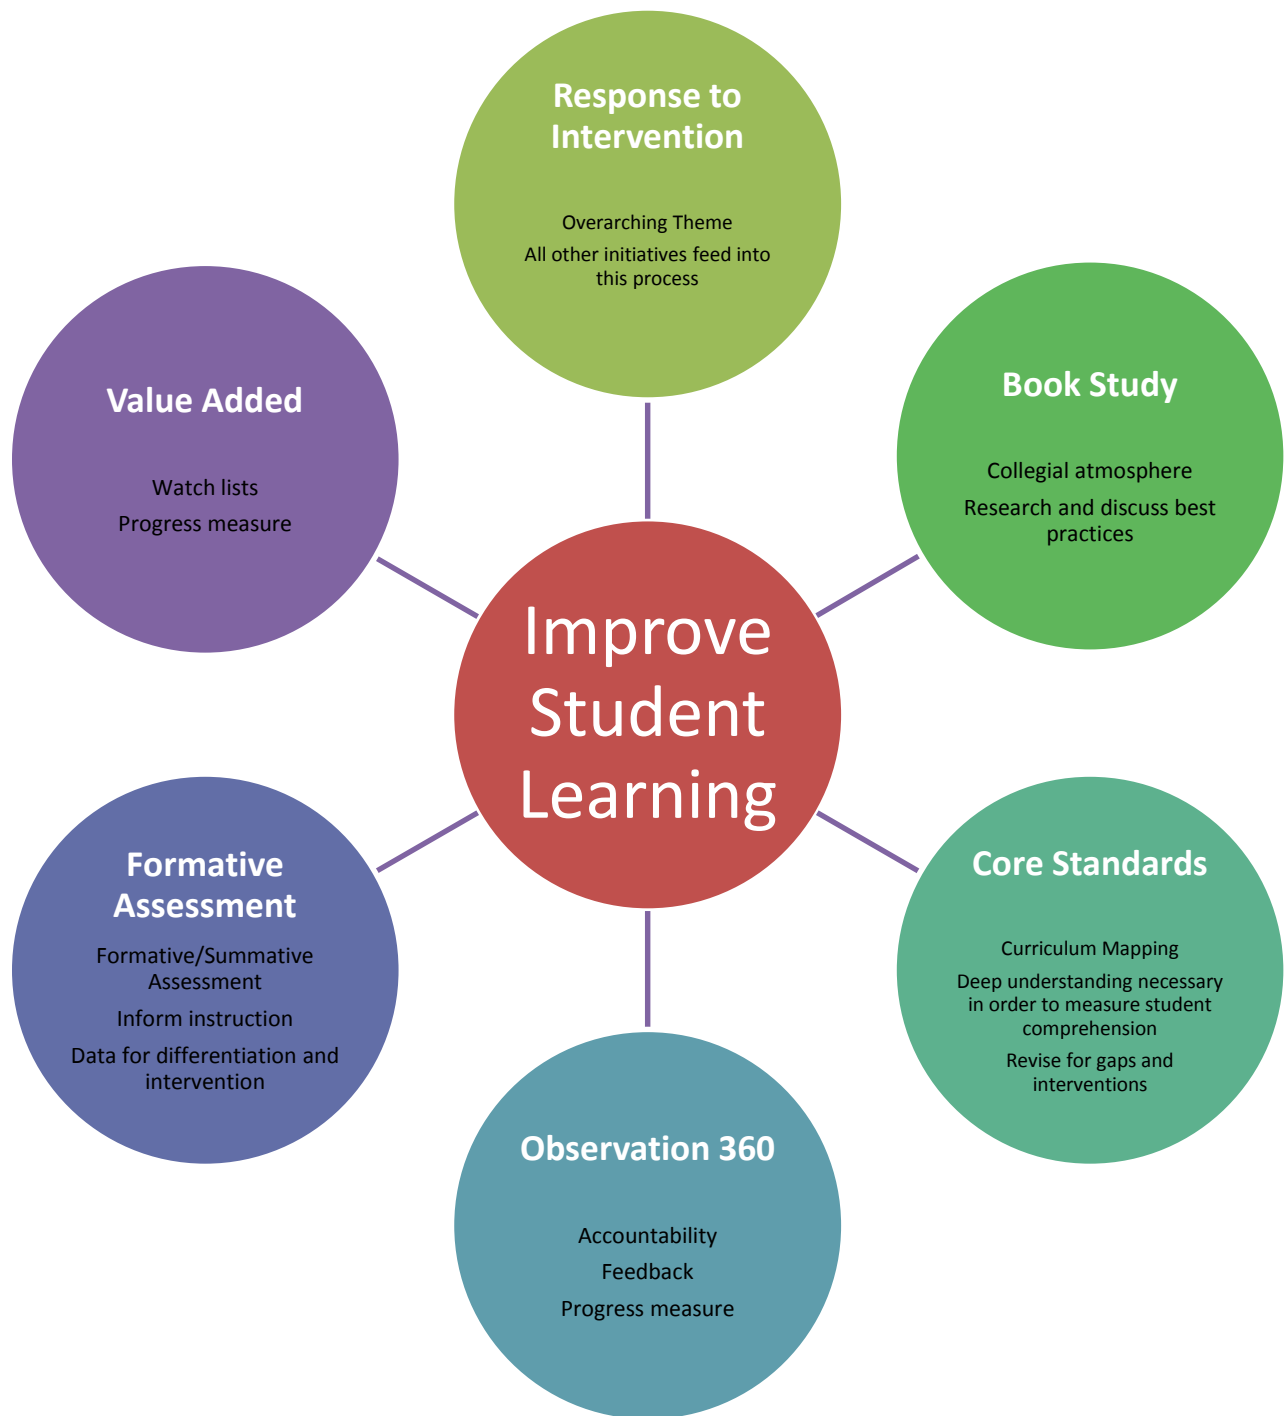 Response to
Intervention
Overarching Theme
All other initiatives feed into
this process
Book Study
Collegial atmosphere
Research and discuss best
practices
Core Standards
Curriculum Mapping
Deep understanding necessary
in order to measure student
comprehension
Revise for gaps and
interventions
Observation 360
Accountability
Feedback
Progress measure
Formative
Assessment
Formative/Summative
Assessment
Inform instruction
Data for differentiation and
intervention
Value Added
Watch lists
Progress measure
Improve
Student
Learning